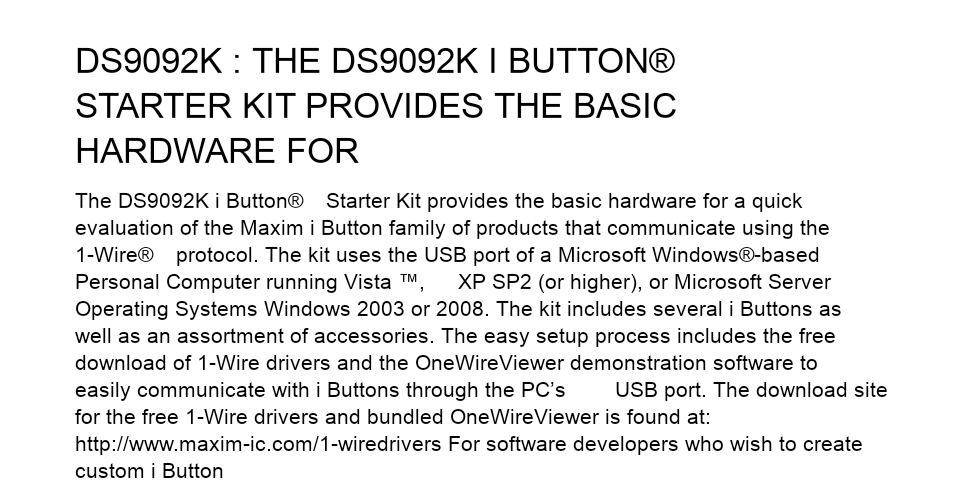 DS9092K : THE DS9092K I BUTTON®
STARTER KIT PROVIDES THE BASIC
HARDWARE FOR
The DS9092K i Button® Starter Kit provides the basic hardware for a quick
evaluation of the Maxim i Button family of products that communicate using the
1-Wire® protocol. The kit uses the USB port of a Microsoft Windows®-based
Personal Computer running Vista ™, XP SP2 (or higher), or Microsoft Server
Operating Systems Windows 2003 or 2008. The kit includes several i Buttons as
well as an assortment of accessories. The easy setup process includes the free
download of 1-Wire drivers and the OneWireViewer demonstration software to
easily communicate with i Buttons through the PC’s USB port. The download site
for the free 1-Wire drivers and bundled OneWireViewer is found at:
http://www.maxim-ic.com/1-wiredrivers For software developers who wish to create
custom i Button